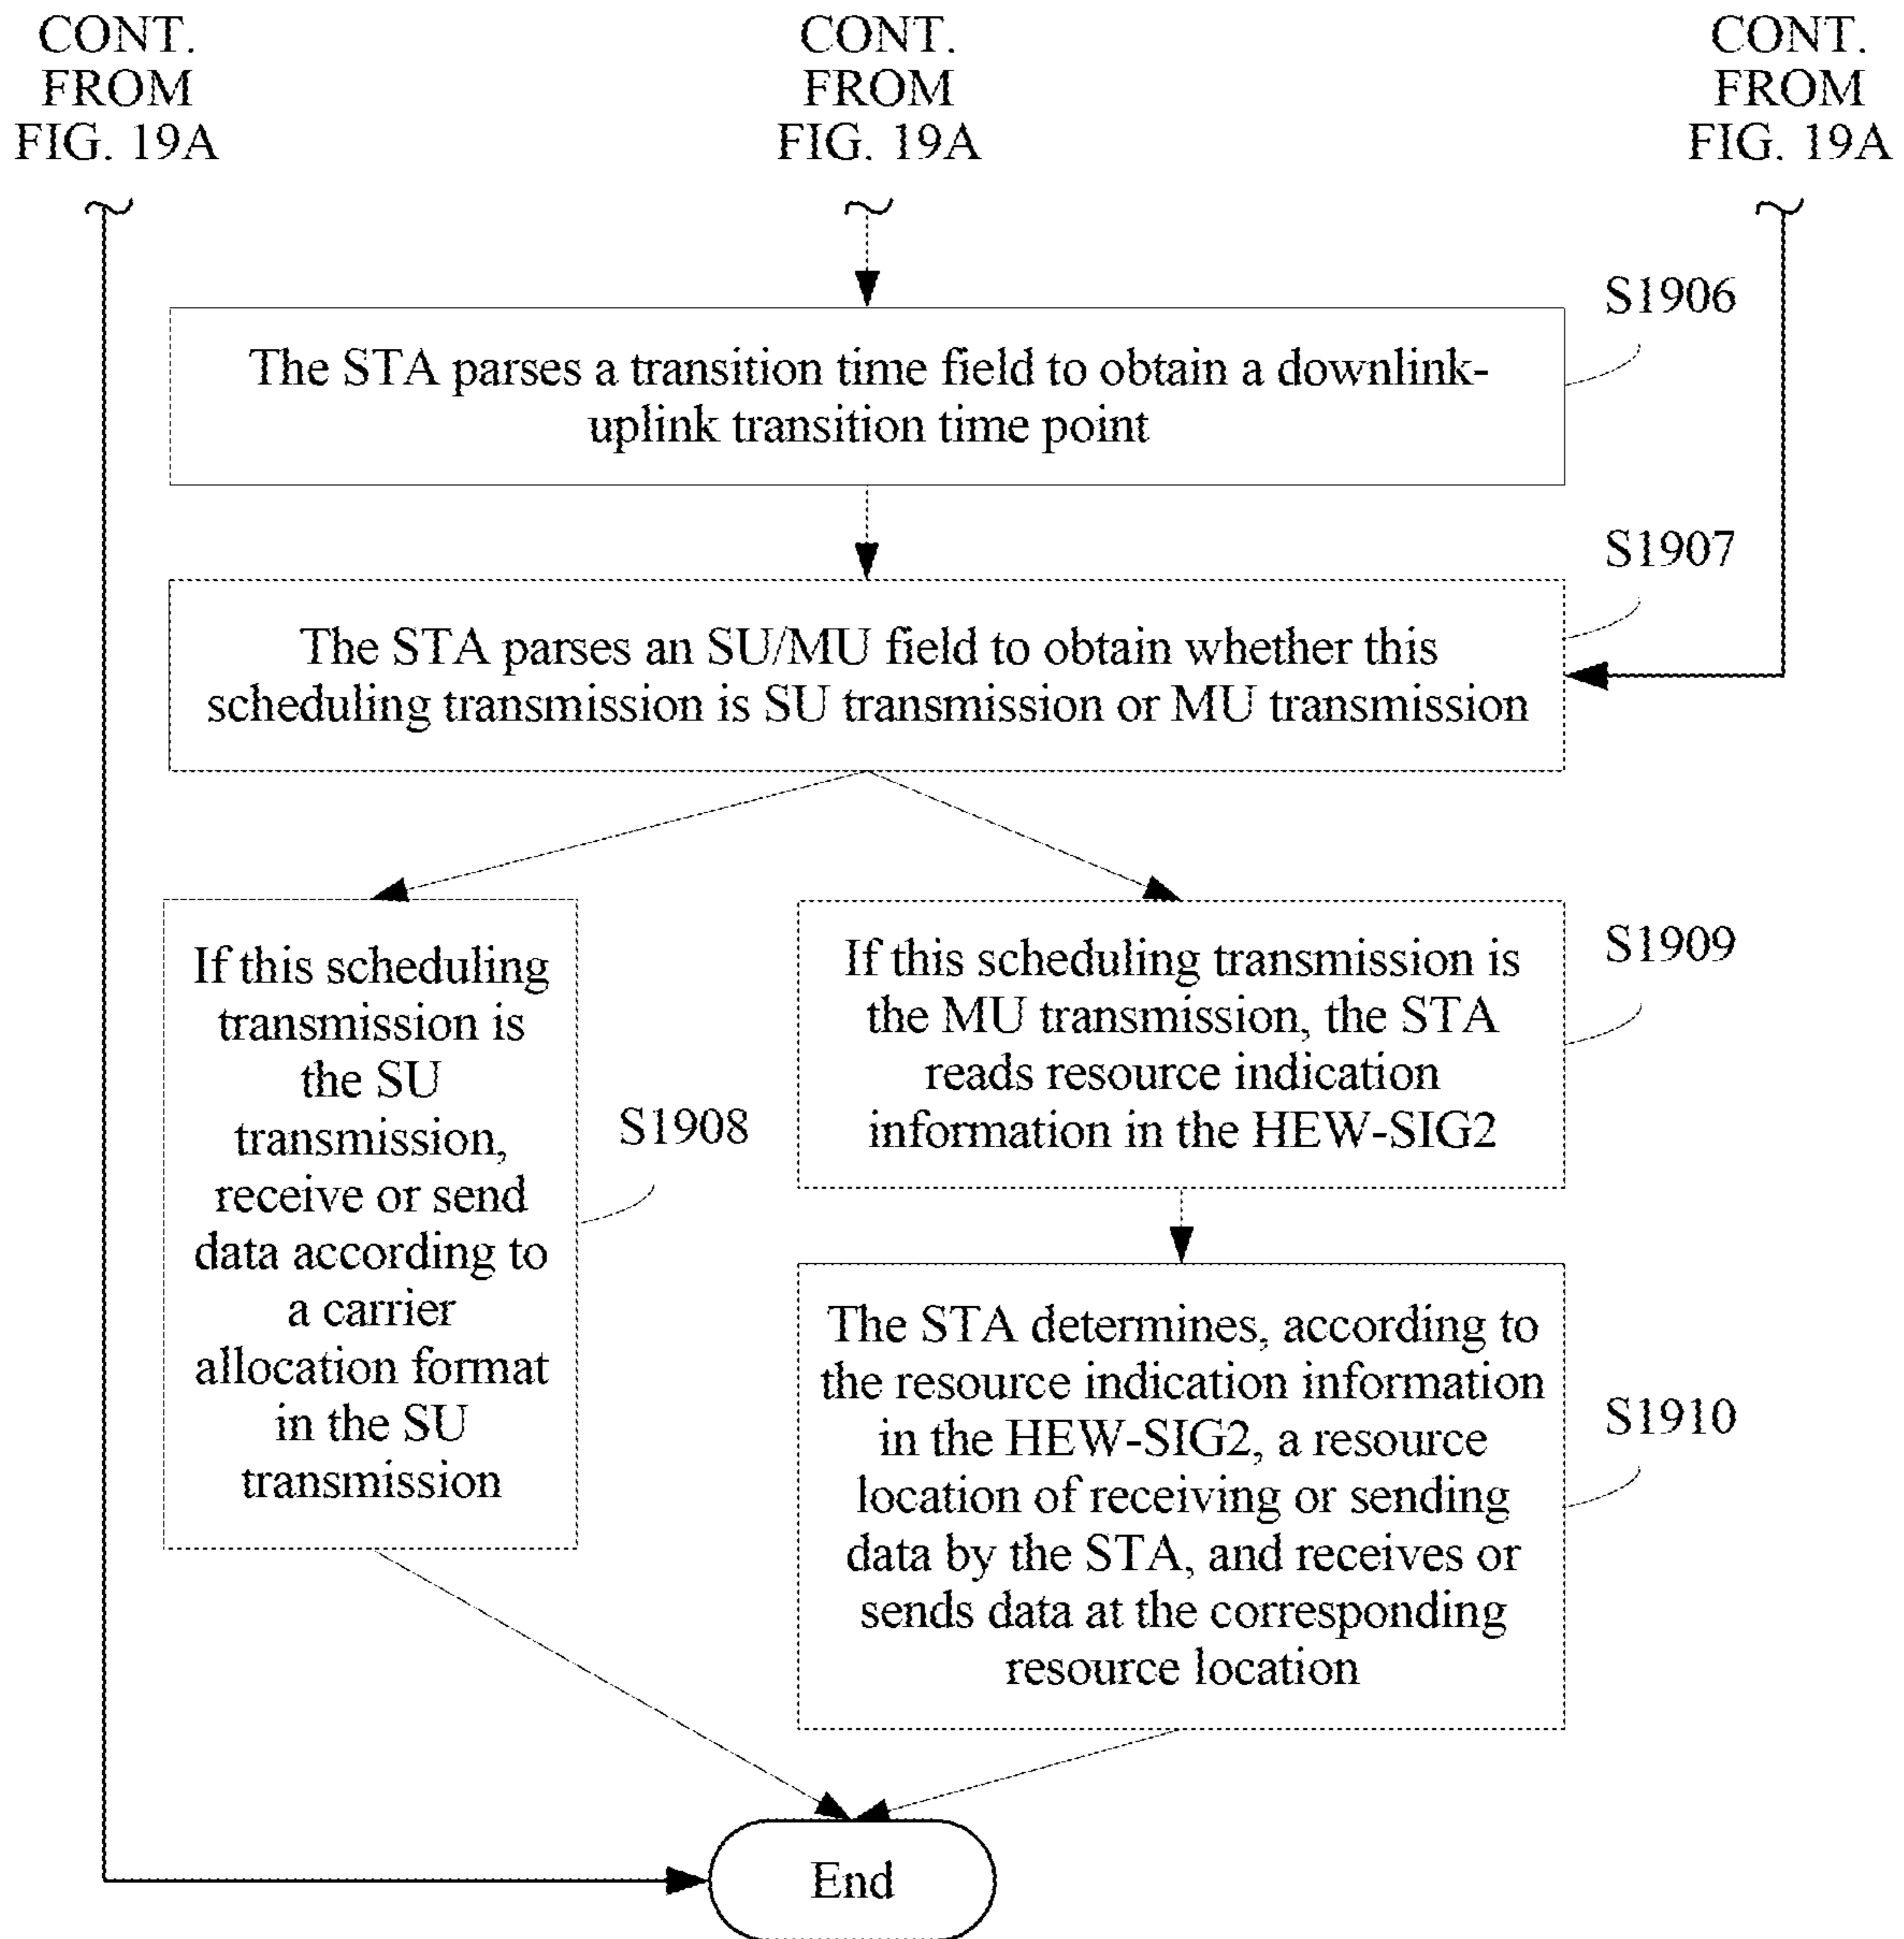 CONT.
FROM
FIG. 19A
CONT.
FROM
FIG. 19A
CONT.
FROM
FIG. 19A
S1906
The STA parses a transition time field to obtain a downlink-
uplink transition time point
S1907
The STA parses an SU/MU field to obtain whether this
scheduling transmission is SU transmission or MU transmission
If this scheduling
transmission is
the SU
transmission,
receive or send
data according to
a carrier
allocation format
in the SU
transmission
S1908
If this scheduling transmission is
the MU transmission, the STA
reads resource indication
information in the HEW-SIG2
S1909
The STA determines, according to
the resource indication information
in the HEW-SIG2, a resource
location of receiving or sending
data by the STA, and receives or
sends data at the corresponding
resource location
S1910
End